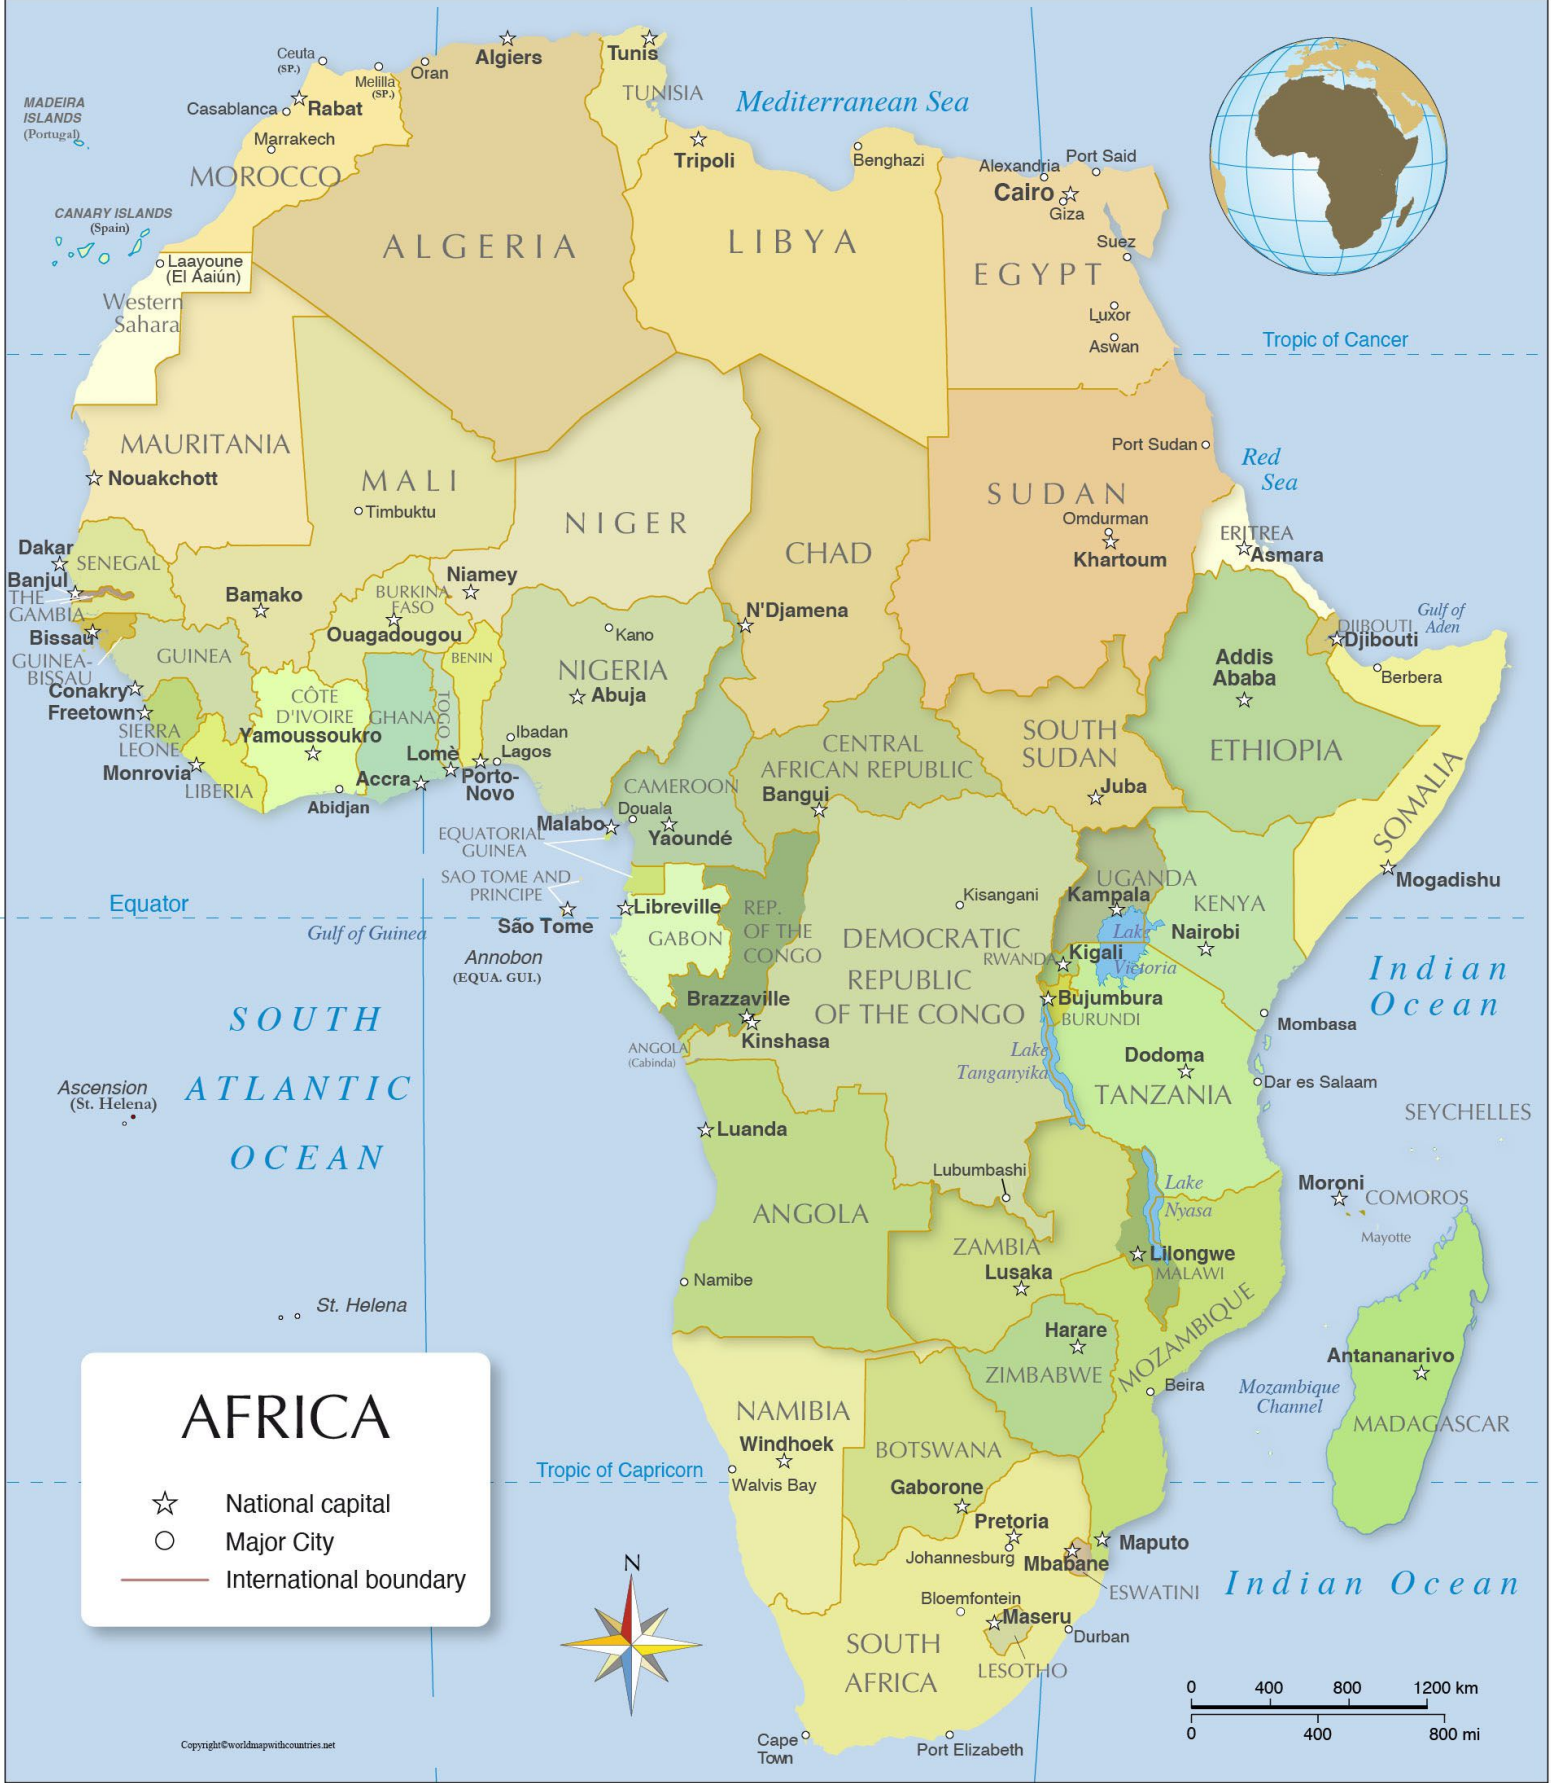 Ceuta
(SP.)
Melilla
(SP.)
Oran
Algiers
Tunis
TUNISIA
Mediterranean Sea
MADEIRA
ISLANDS
(Portugal)
Casablanca
Rabat
Marrakech
MOROCCO
Tripoli
Benghazi
Alexandria
Port Said
Cairo
Giza
Suez
CANARY ISLANDS
(Spain)
Laayoune
(El Aaiún)
Western
Sahara
ALGERIA
LIBYA
EGYPT
Luxor
Aswan
Tropic of Cancer
MAURITANIA
Nouakchott
MALI
Timbuktu
NIGER
CHAD
SUDAN
Port Sudan
Omdurman
Khartoum
Red
Sea
ERITREA
Asmara
Dakar
SENEGAL
Banjul
THE
GAMBIA
Bissau
GUINEA-
BISSAU
Bamako
BURKINA
FASO
Ouagadougou
Niamey
N'Djamena
DJIBOUTI
Djibouti
Gulf of
Aden
Berbera
GUINEA
Conakry
Freetown
SIERRA
LEONE
Monrovia
LIBERIA
CÔTE
D'IVOIRE
Yamoussoukro
Abidjan
GHANA
Accra
TOGO
Lomè
BENIN
Porto-
Novo
Kano
NIGERIA
Abuja
Ibadan
Lagos
CENTRAL
AFRICAN REPUBLIC
Bangui
SOUTH
SUDAN
Juba
Addis
Ababa
ETHIOPIA
SOMALIA
Mogadishu
CAMEROON
Douala
Yaoundé
Malabo
EQUATORIAL
GUINEA
SAO TOME AND
PRINCIPE
São Tome
Equator
Gulf of Guinea
Annobon
(EQUA. GUI.)
Libreville
GABON
REP.
OF THE
CONGO
Brazzaville
Kinshasa
Kisangani
DEMOCRATIC
REPUBLIC
OF THE CONGO
UGANDA
Kampala
KENYA
Nairobi
Lake
Victoria
RWANDA
Kigali
Bujumbura
BURUNDI
Mombasa
Indian
Ocean
Lake
Tanganyika
Dodoma
TANZANIA
Dar es Salaam
SEYCHELLES
ANGOLA
(Cabinda)
SOUTH
ATLANTIC
OCEAN
Ascension
(St. Helena)
Luanda
ANGOLA
Namibe
Lubumbashi
ZAMBIA
Lusaka
Lake
Nyasa
Lilongwe
MALAWI
Moroni
COMOROS
Mayotte
St. Helena
Harare
ZIMBABWE
MOZAMBIQUE
Beira
Mozambique
Channel
Antananarivo
MADAGASCAR
NAMIBIA
Windhoek
Walvis Bay
BOTSWANA
Gaborone
Tropic of Capricorn
Pretoria
Johannesburg
Mbabane
Maputo
ESWATINI
Indian Ocean
Bloemfontein
Maseru
Durban
LESOTHO
SOUTH
AFRICA
Cape
Town
Port Elizabeth
AFRICA
National capital
Major City
International boundary
N
0 400 800 1200 km
0 400 800 mi
Copyright©worldmapwithcountries.net